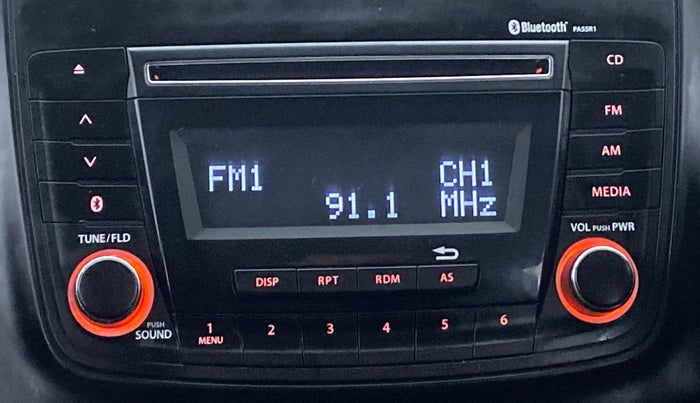 Bluetooth PASSR1
CD
FM
AM
MEDIA
FM1 CH1
91.1 MHz
TUNE/FLD
VOL PUSH PWR
DISP RPT RDM AS
PUSH
SOUND
1 2 3 4 5 6
MENU